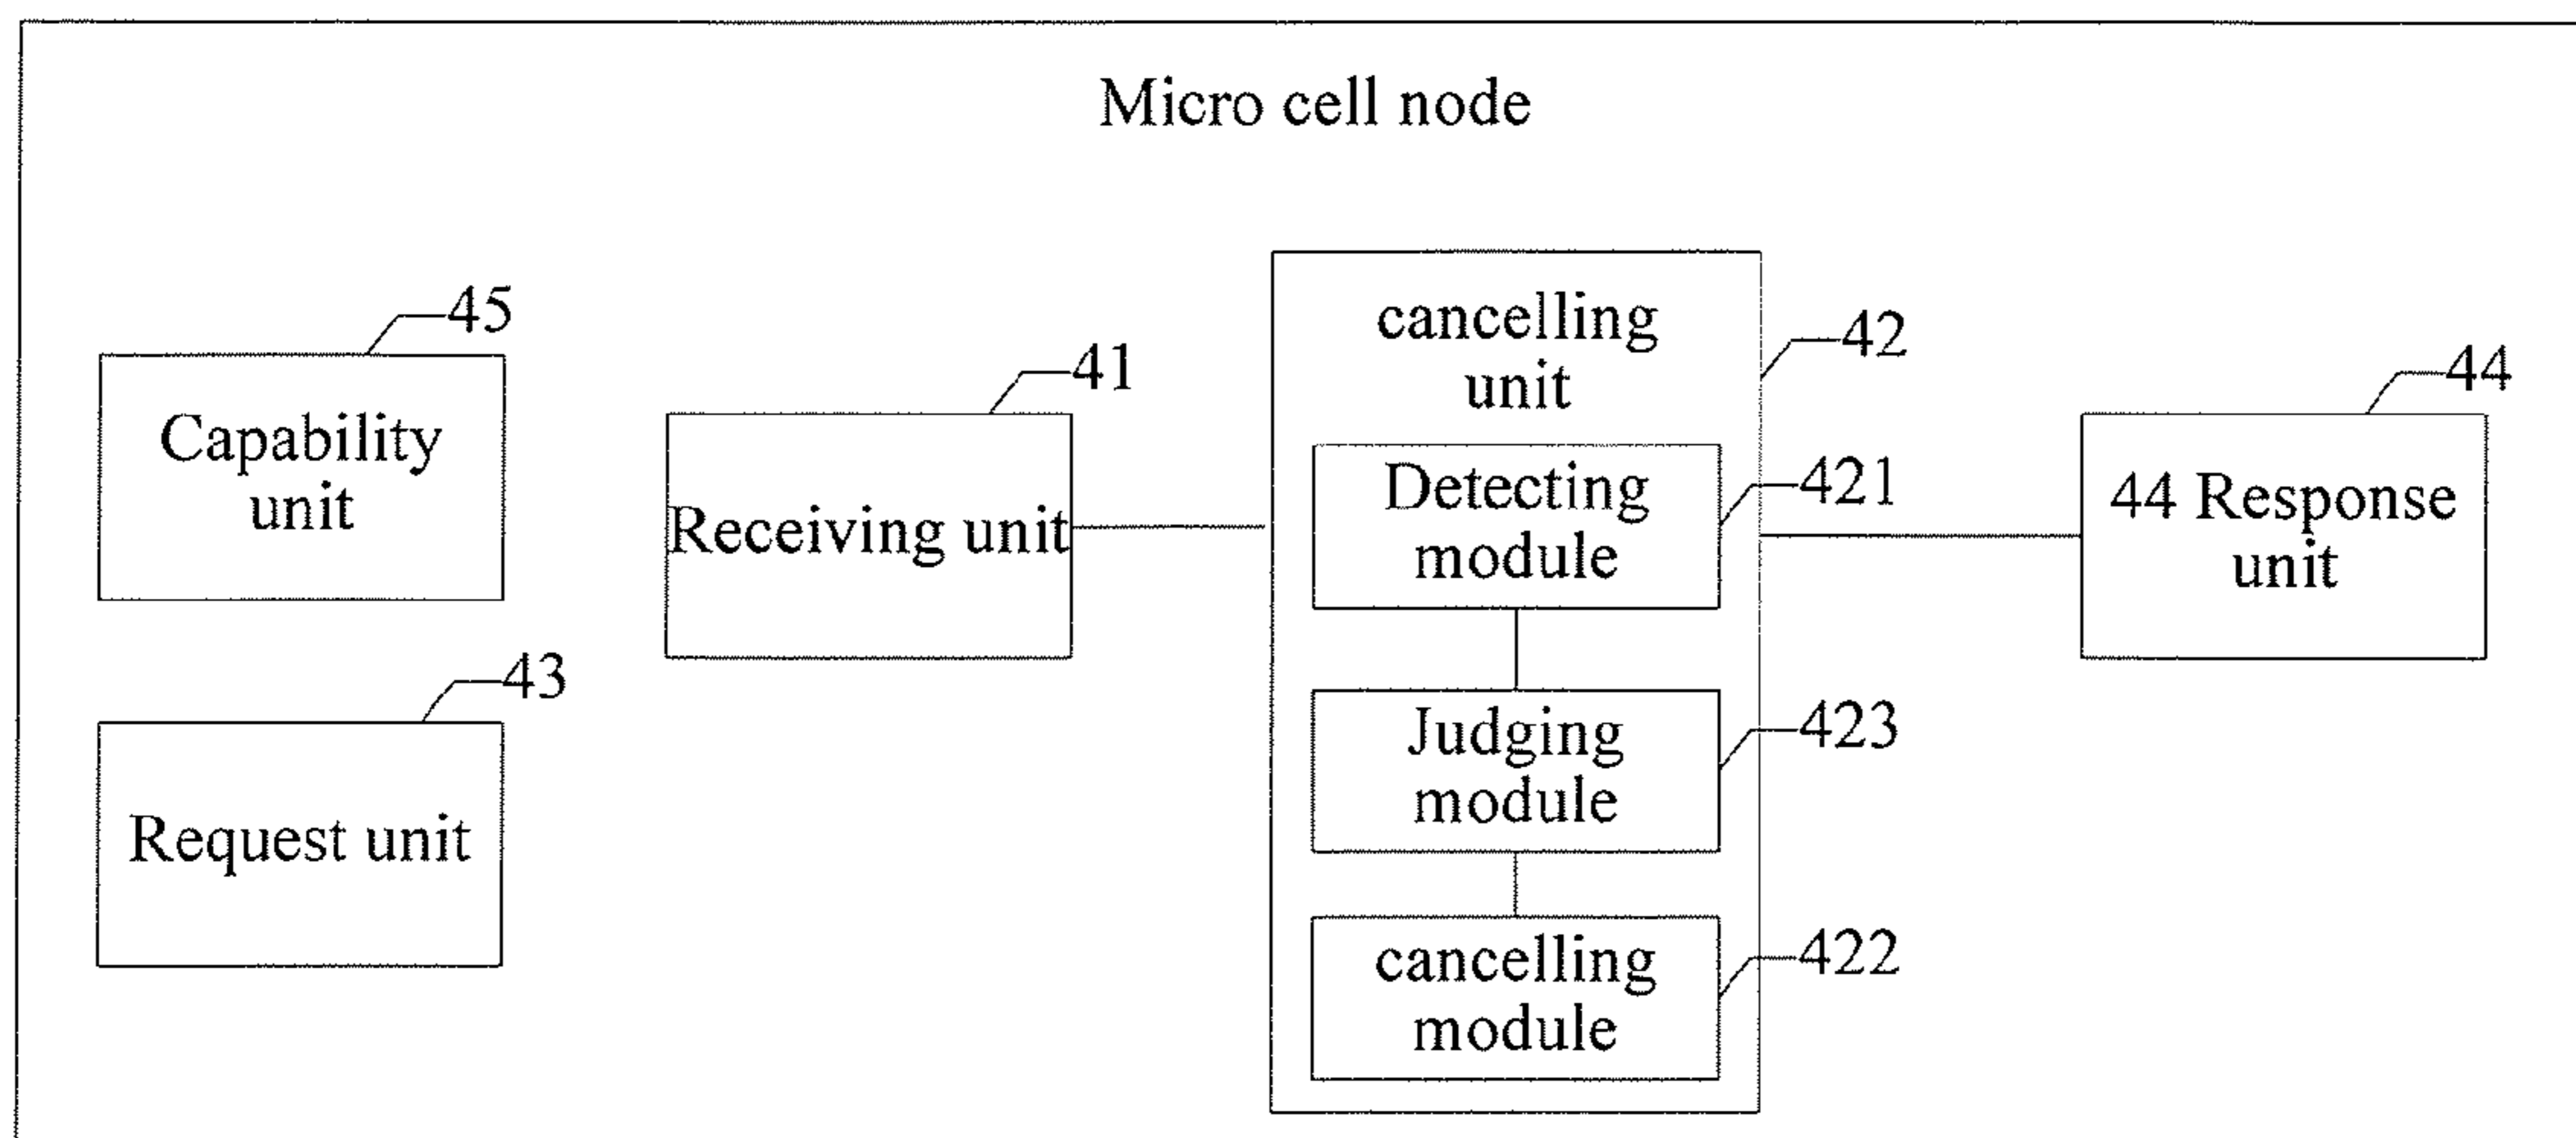 Micro cell node
45
Capability
unit
43
Request unit
41
Receiving unit
42
cancelling
unit
421
Detecting
module
423
Judging
module
422
cancelling
module
44
44 Response
unit